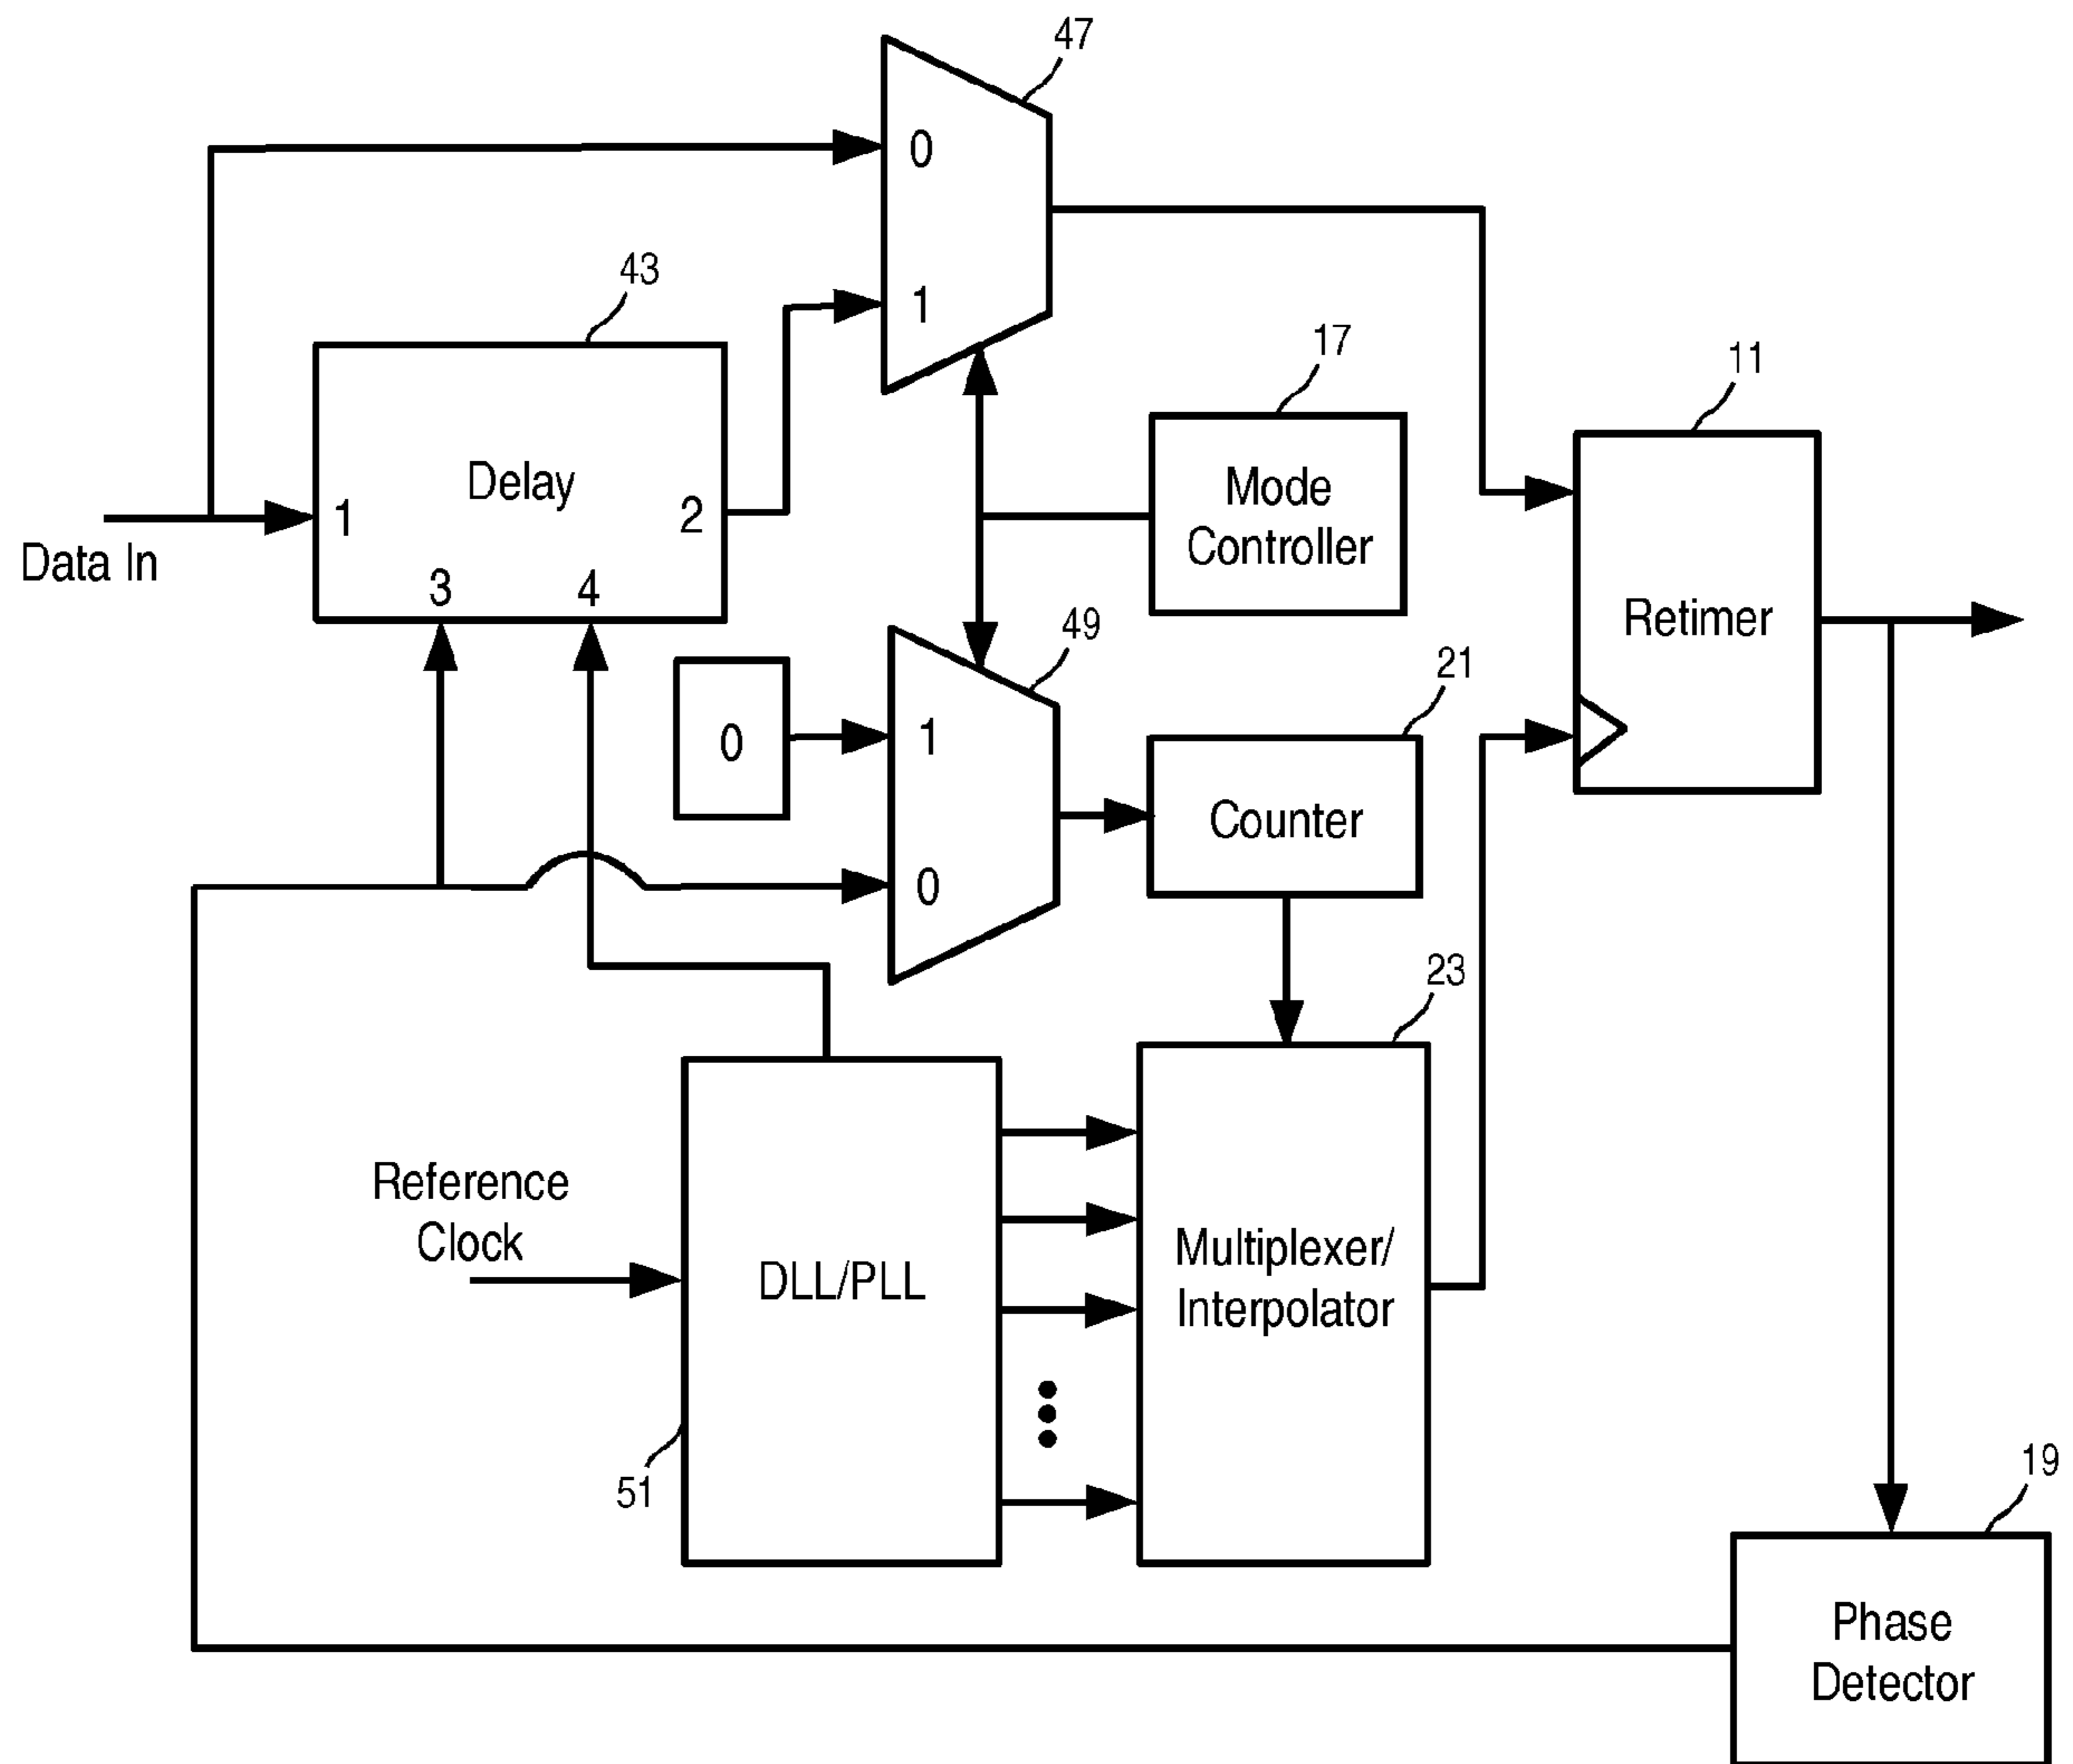 47
0
1
43
Delay
1
2
3
4
Data In
17
Mode
Controller
11
Retimer
49
0
1
0
21
Counter
23
Reference
Clock
DLL/PLL
Multiplexer/
Interpolator
51
19
Phase
Detector